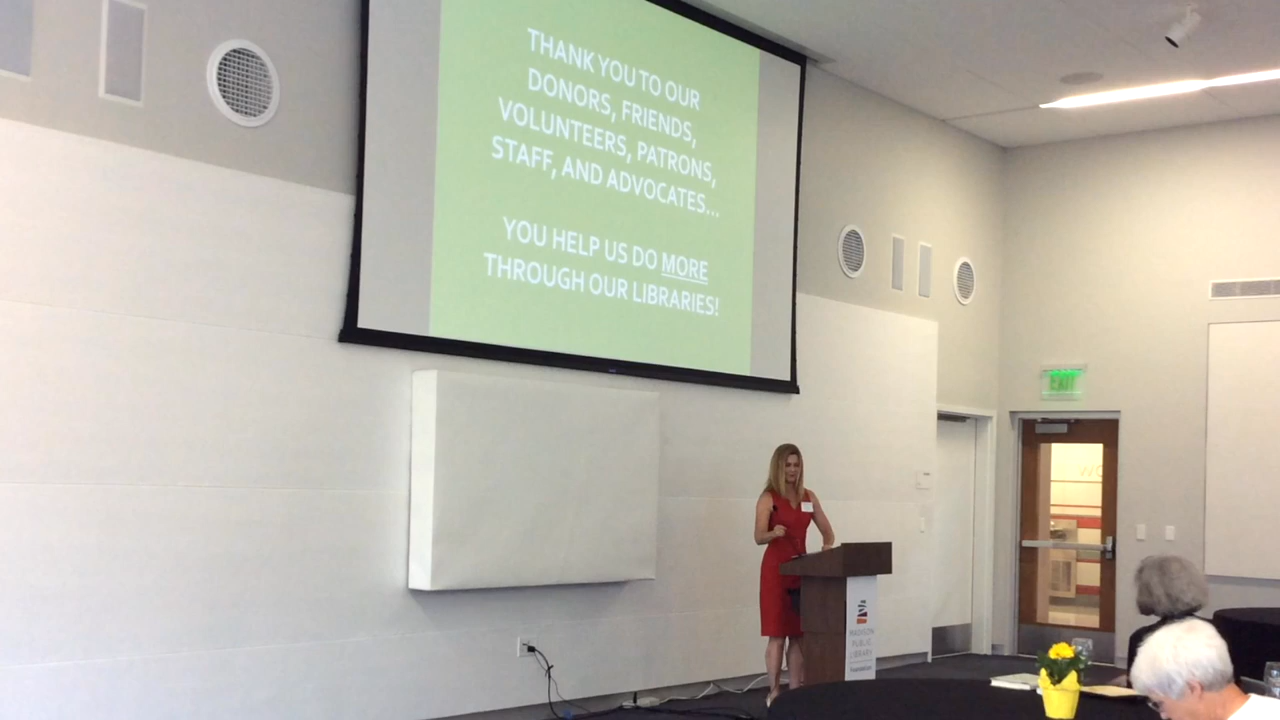 THANK YOU TO OUR
DONORS, FRIENDS,
VOLUNTEERS, PATRONS,
STAFF, AND ADVOCATES...
YOU HELP US DO MORE
THROUGH OUR LIBRARIES!
EXIT
MADISON
PUBLIC
LIBRARY
foundation